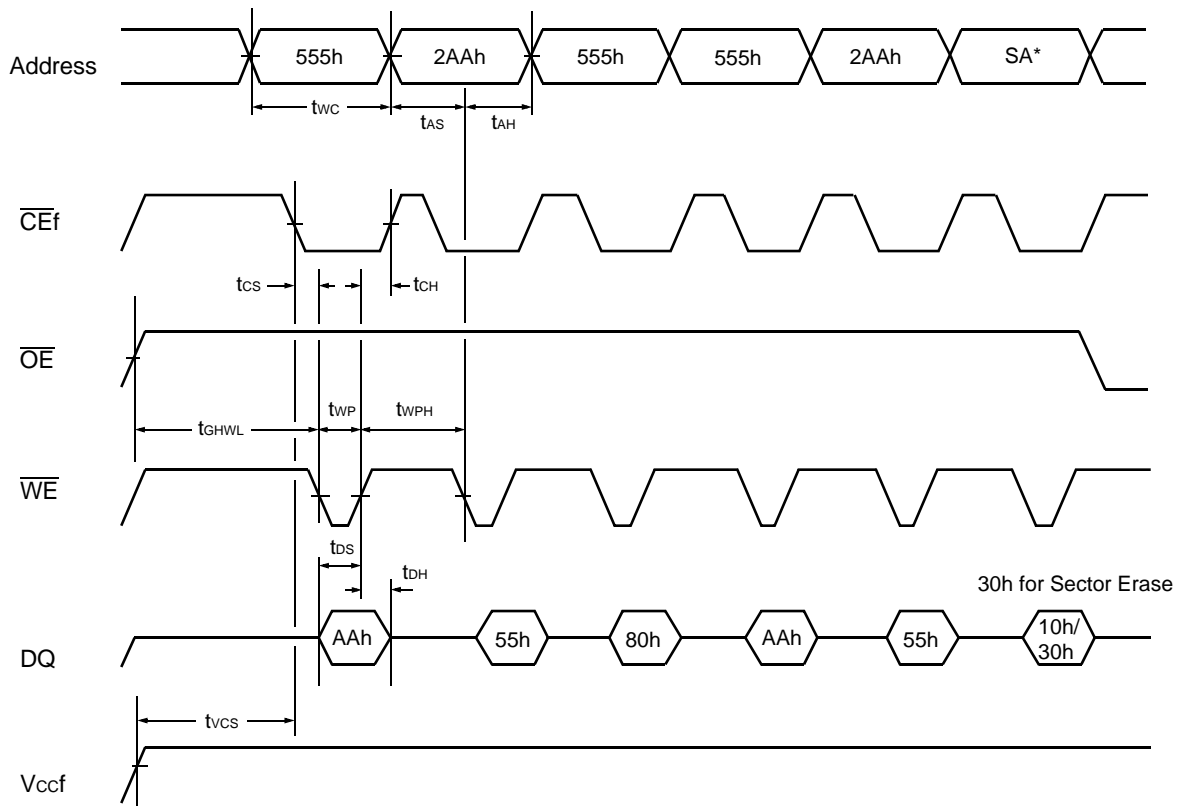 Address
555h 2AAh 555h 555h 2AAh SA*
tWC tAS tAH
CEf
tCS tCH
OE
tGHWL tWP tWPH
WE
tDS
tDH
30h for Sector Erase
DQ
AAh 55h 80h AAh 55h 10h/
30h
tVCS
VCCf